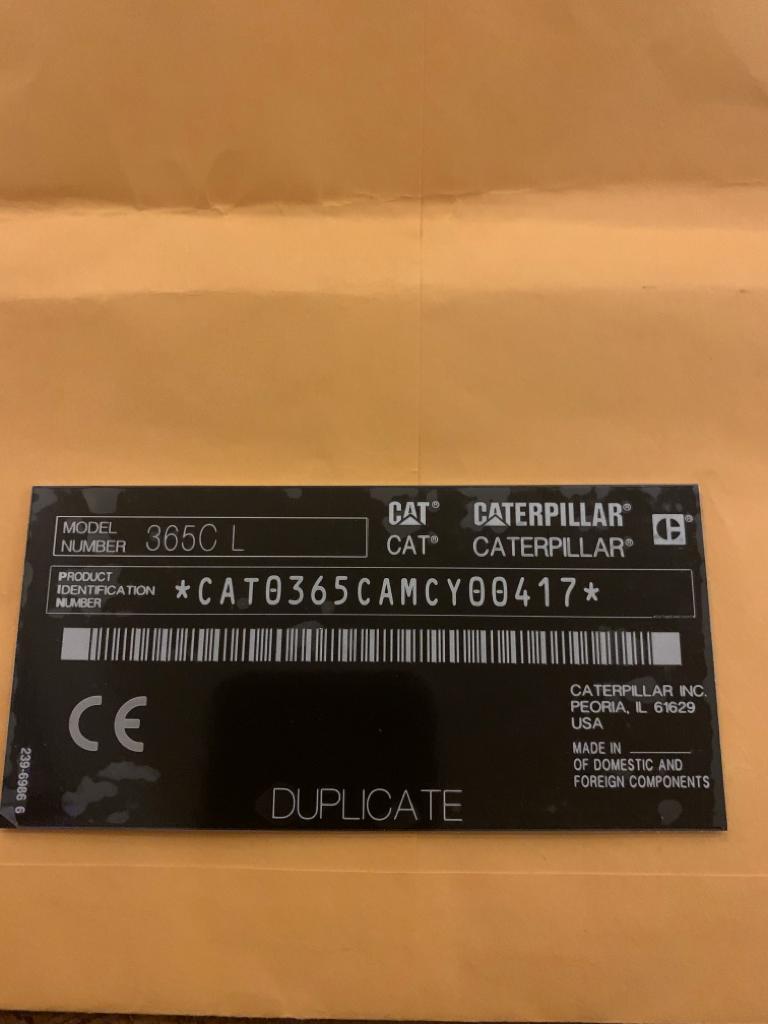 MODEL NUMBER 365C L
CAT® CATERPILLAR® C®
CAT® CATERPILLAR®
PRODUCT IDENTIFICATION NUMBER *CAT0365CAMCY00417*
CATERPILLAR INC.
PEORIA, IL 61629
USA
MADE IN ________
OF DOMESTIC AND
FOREIGN COMPONENTS
CE
239-6986 6
DUPLICATE